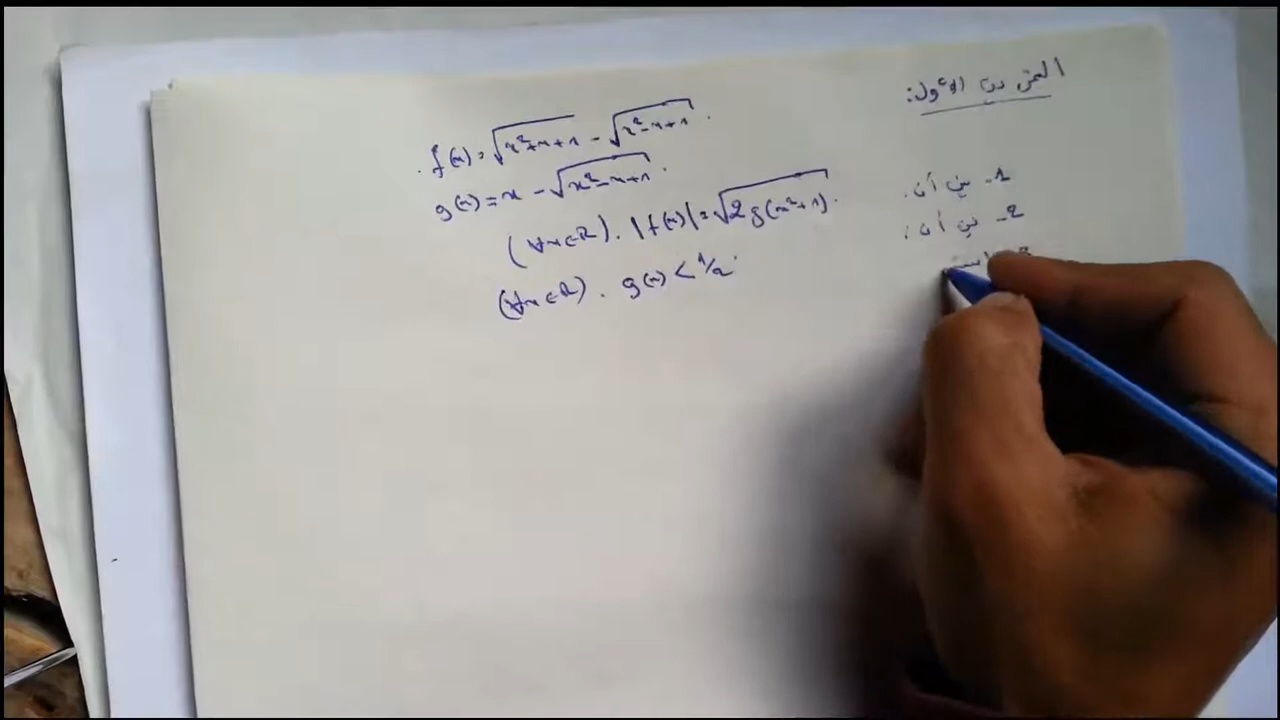 التمرين الأول:
f(x) = √(x²+x+1) - √(x²-x+1).
g(x) = x - √(x²-x+1).
1- بين أن: (∀x∈ℝ). |f(x)| = √(2g(x²+1)).
2- بين أن: (∀x∈ℝ). g(x) < 1/2
3-